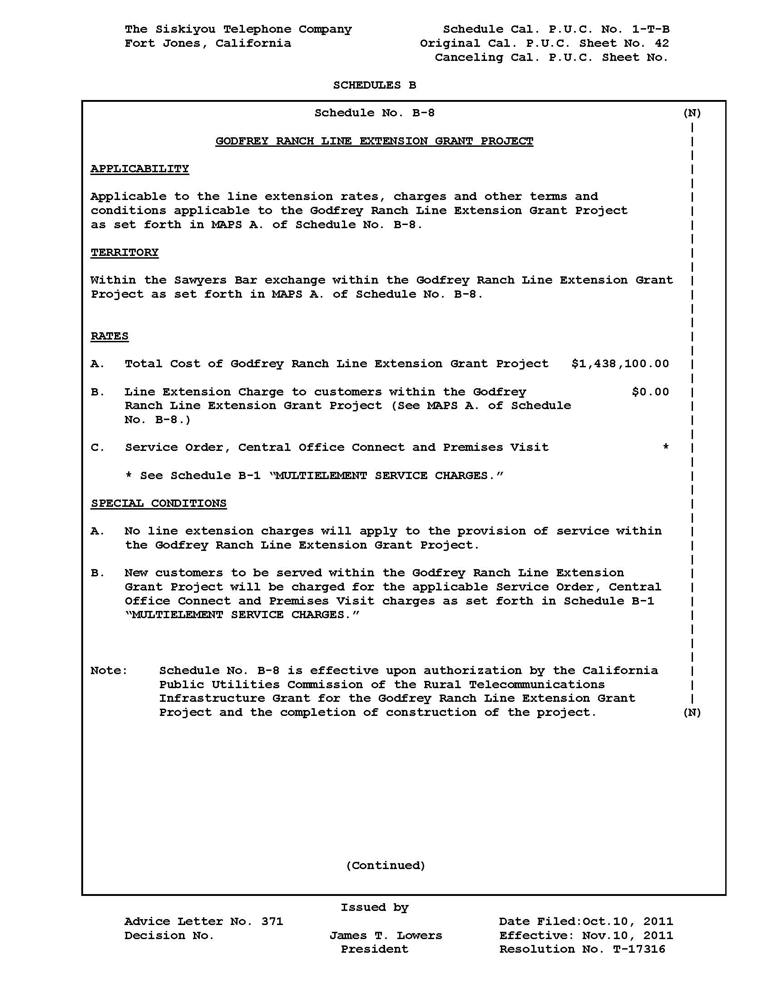 The Siskiyou Telephone Company Schedule Cal. P.U.C. No. 1-T-B
Fort Jones, California Original Cal. P.U.C. Sheet No. 42
Canceling Cal. P.U.C. Sheet No.
SCHEDULES B
Schedule No. B-8 (N)
GODFREY RANCH LINE EXTENSION GRANT PROJECT
APPLICABILITY
Applicable to the line extension rates, charges and other terms and
conditions applicable to the Godfrey Ranch Line Extension Grant Project
as set forth in MAPS A. of Schedule No. B-8.
TERRITORY
Within the Sawyers Bar exchange within the Godfrey Ranch Line Extension Grant
Project as set forth in MAPS A. of Schedule No. B-8.
RATES
A. Total Cost of Godfrey Ranch Line Extension Grant Project $1,438,100.00
B. Line Extension Charge to customers within the Godfrey $0.00
Ranch Line Extension Grant Project (See MAPS A. of Schedule
No. B-8.)
C. Service Order, Central Office Connect and Premises Visit *
* See Schedule B-1 “MULTIELEMENT SERVICE CHARGES.”
SPECIAL CONDITIONS
A. No line extension charges will apply to the provision of service within
the Godfrey Ranch Line Extension Grant Project.
B. New customers to be served within the Godfrey Ranch Line Extension
Grant Project will be charged for the applicable Service Order, Central
Office Connect and Premises Visit charges as set forth in Schedule B-1
“MULTIELEMENT SERVICE CHARGES.”
Note: Schedule No. B-8 is effective upon authorization by the California
Public Utilities Commission of the Rural Telecommunications
Infrastructure Grant for the Godfrey Ranch Line Extension Grant
Project and the completion of construction of the project. (N)
(Continued)
Issued by
Advice Letter No. 371 Date Filed:Oct.10, 2011
Decision No. James T. Lowers Effective: Nov.10, 2011
President Resolution No. T-17316